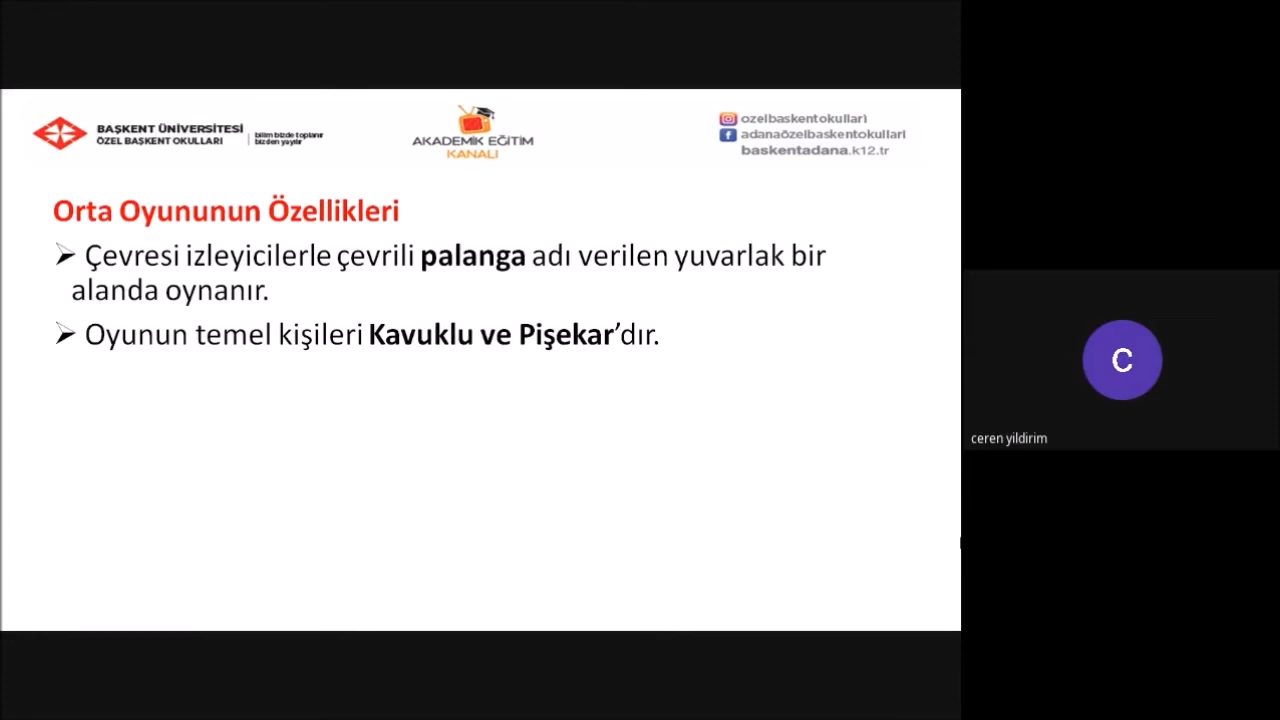 BAŞKENT ÜNİVERSİTESİ
ÖZEL BAŞKENT OKULLARI
bilim bizde toplanır
bizden yayılır
AKADEMİK EĞİTİM
KANALI
ozelbaskentokullari
adanaözelbaskentokullari
baskentadana.k12.tr
Orta Oyununun Özellikleri
➢ Çevresi izleyicilerle çevrili palanga adı verilen yuvarlak bir
alanda oynanır.
➢ Oyunun temel kişileri Kavuklu ve Pişekar’dır.
C
ceren yildirim